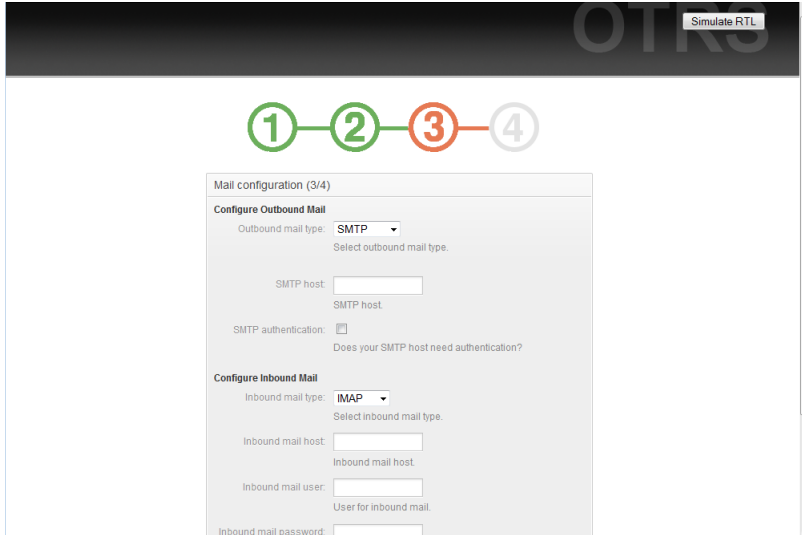 OTRS
Simulate RTL
1 2 3 4
Mail configuration (3/4)
Configure Outbound Mail
Outbound mail type: SMTP
Select outbound mail type.
SMTP host:
SMTP host.
SMTP authentication:
Does your SMTP host need authentication?
Configure Inbound Mail
Inbound mail type: IMAP
Select inbound mail type.
Inbound mail host:
Inbound mail host.
Inbound mail user:
User for inbound mail.
Inbound mail password: